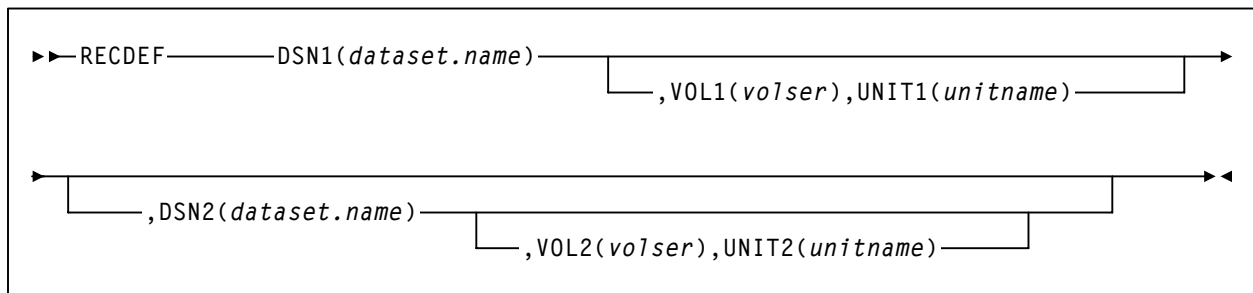 RECDEF DSN1(dataset.name)
,VOL1(volser),UNIT1(unitname)
,DSN2(dataset.name)
,VOL2(volser),UNIT2(unitname)